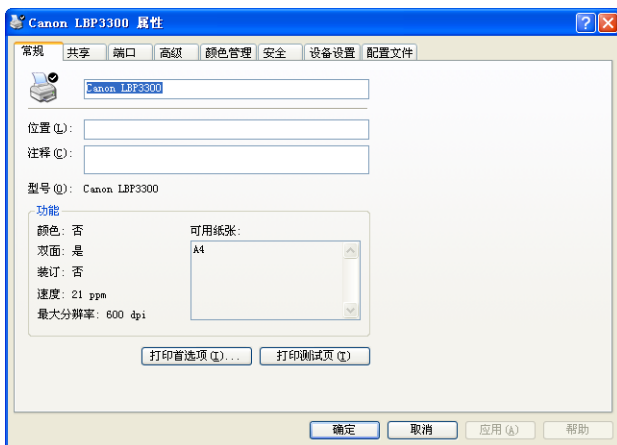 Canon LBP3300 属性
常规 共享 端口 高级 颜色管理 安全 设备设置 配置文件
Canon LBP3300
位置(L):
注释(C):
型号(O): Canon LBP3300
功能
颜色: 否 可用纸张:
双面: 是 A4
装订: 否
速度: 21 ppm
最大分辨率: 600 dpi
打印首选项(I)... 打印测试页(T)
确定 取消 应用(A) 帮助